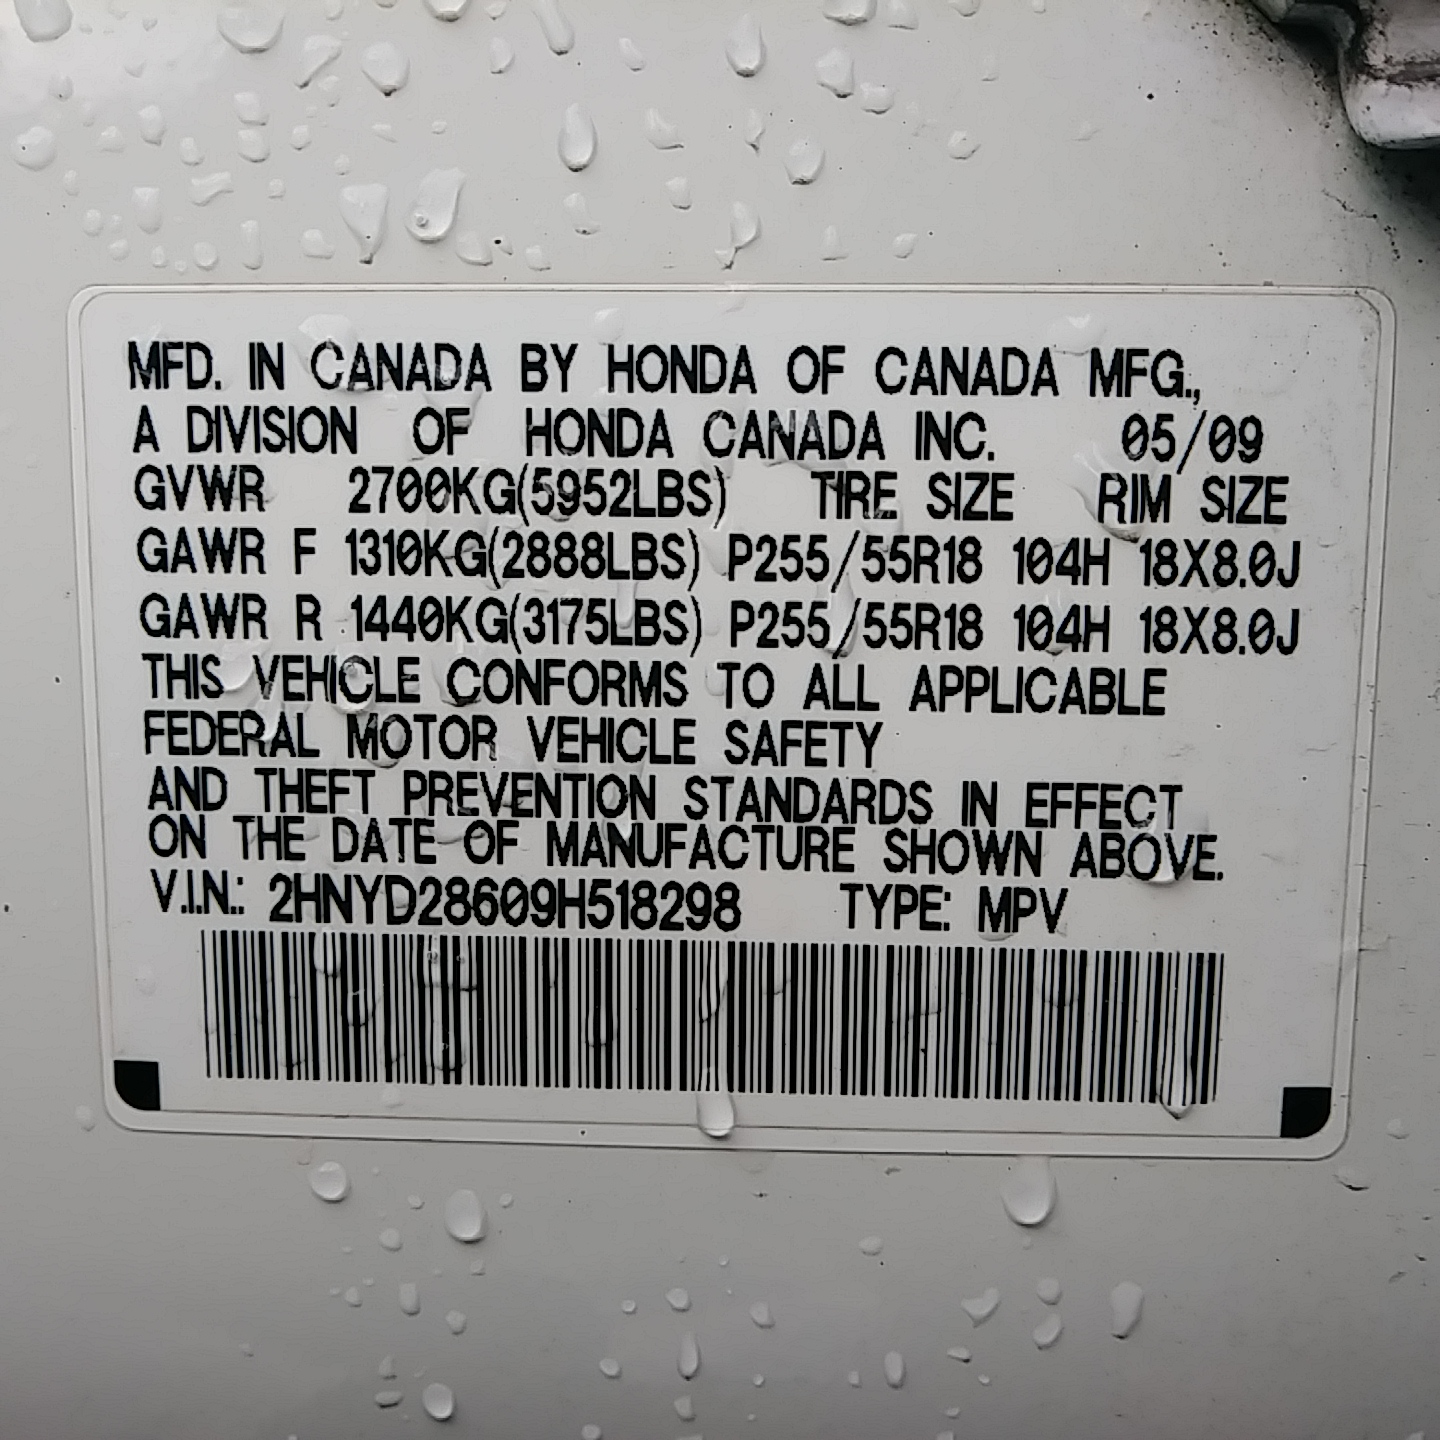 MFD. IN CANADA BY HONDA OF CANADA MFG.,
A DIVISION OF HONDA CANADA INC. 05/09
GVWR 2700KG(5952LBS) TIRE SIZE RIM SIZE
GAWR F 1310KG(2888LBS) P255/55R18 104H 18X8.0J
GAWR R 1440KG(3175LBS) P255/55R18 104H 18X8.0J
THIS VEHICLE CONFORMS TO ALL APPLICABLE
FEDERAL MOTOR VEHICLE SAFETY
AND THEFT PREVENTION STANDARDS IN EFFECT
ON THE DATE OF MANUFACTURE SHOWN ABOVE.
V.I.N.: 2HNYD28609H518298 TYPE: MPV